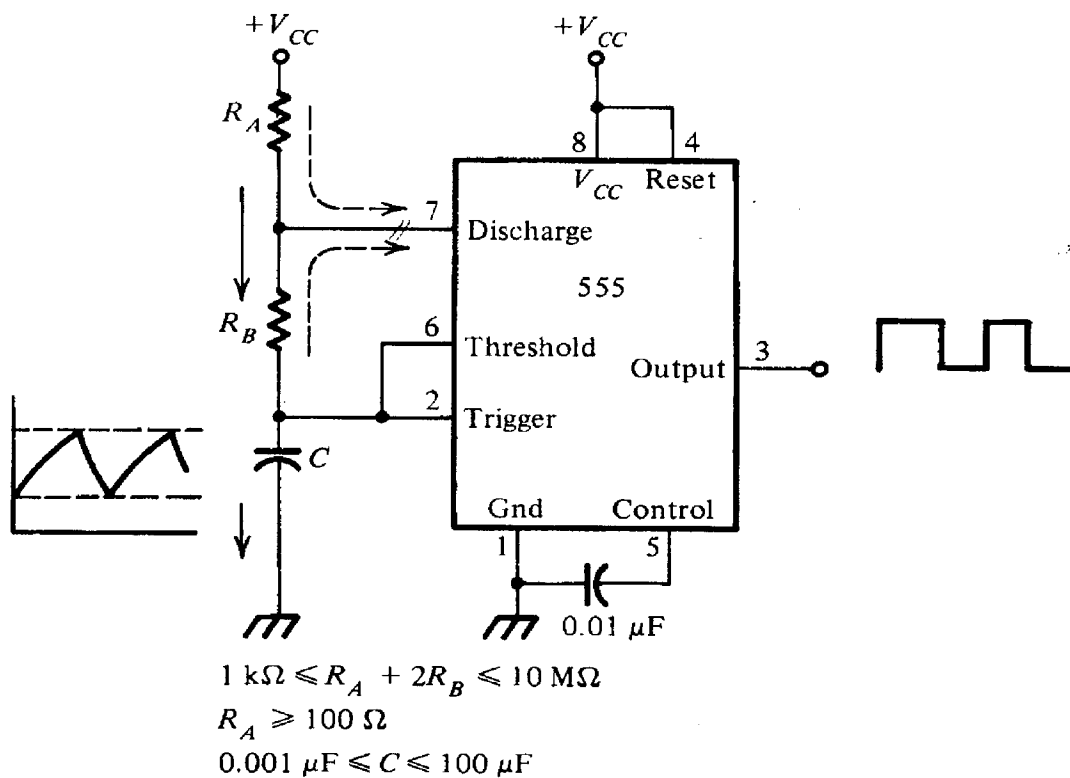 +V_CC
+V_CC
R_A
8
4
V_CC
Reset
7
Discharge
555
R_B
6
Threshold
3
Output
2
Trigger
C
Gnd
Control
1
5
0.01 µF
1 kΩ ⩽ R_A + 2R_B ⩽ 10 MΩ
R_A ⩾ 100 Ω
0.001 µF ⩽ C ⩽ 100 µF